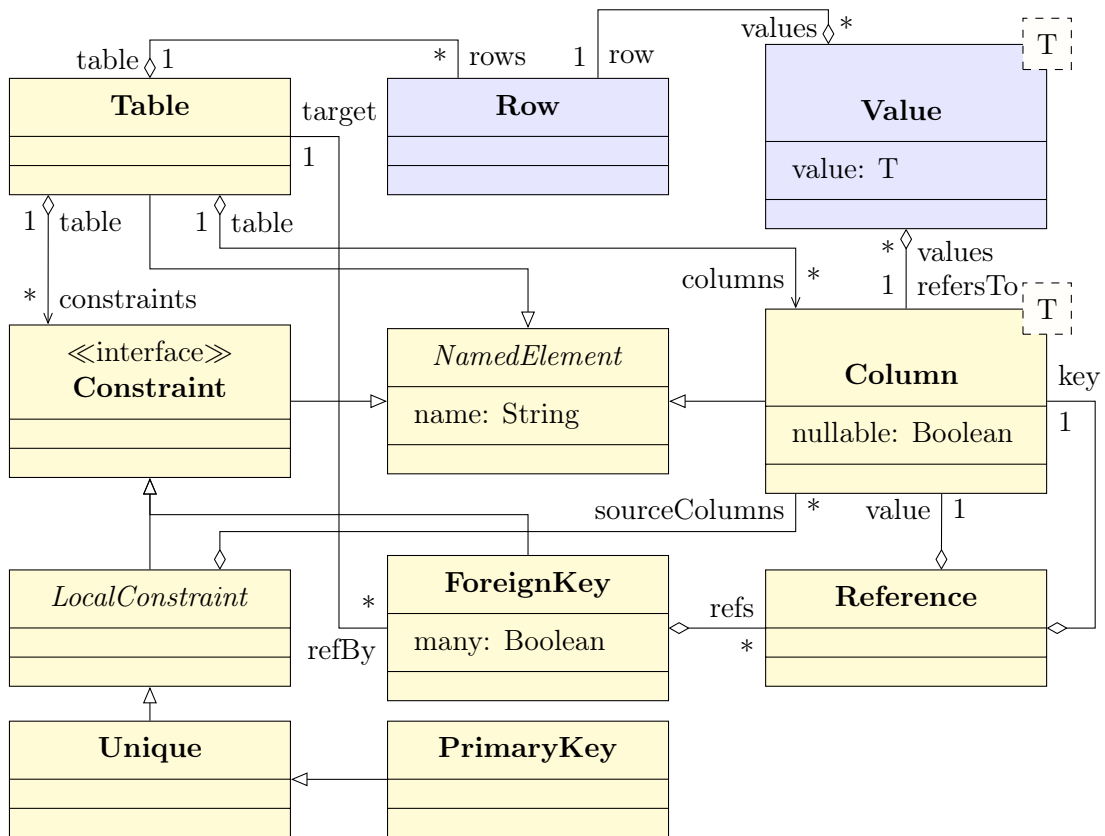 values
*
T
table
1
*
rows
1
row
Table
target
Row
Value
1
value: T
1
table
1
table
*
values
columns
*
1
refersTo
T
*
constraints
≪interface≫
Constraint
NamedElement
Column
key
name: String
nullable: Boolean
1
sourceColumns
*
value
1
LocalConstraint
ForeignKey
Reference
*
refs
refBy
many: Boolean
*
Unique
PrimaryKey